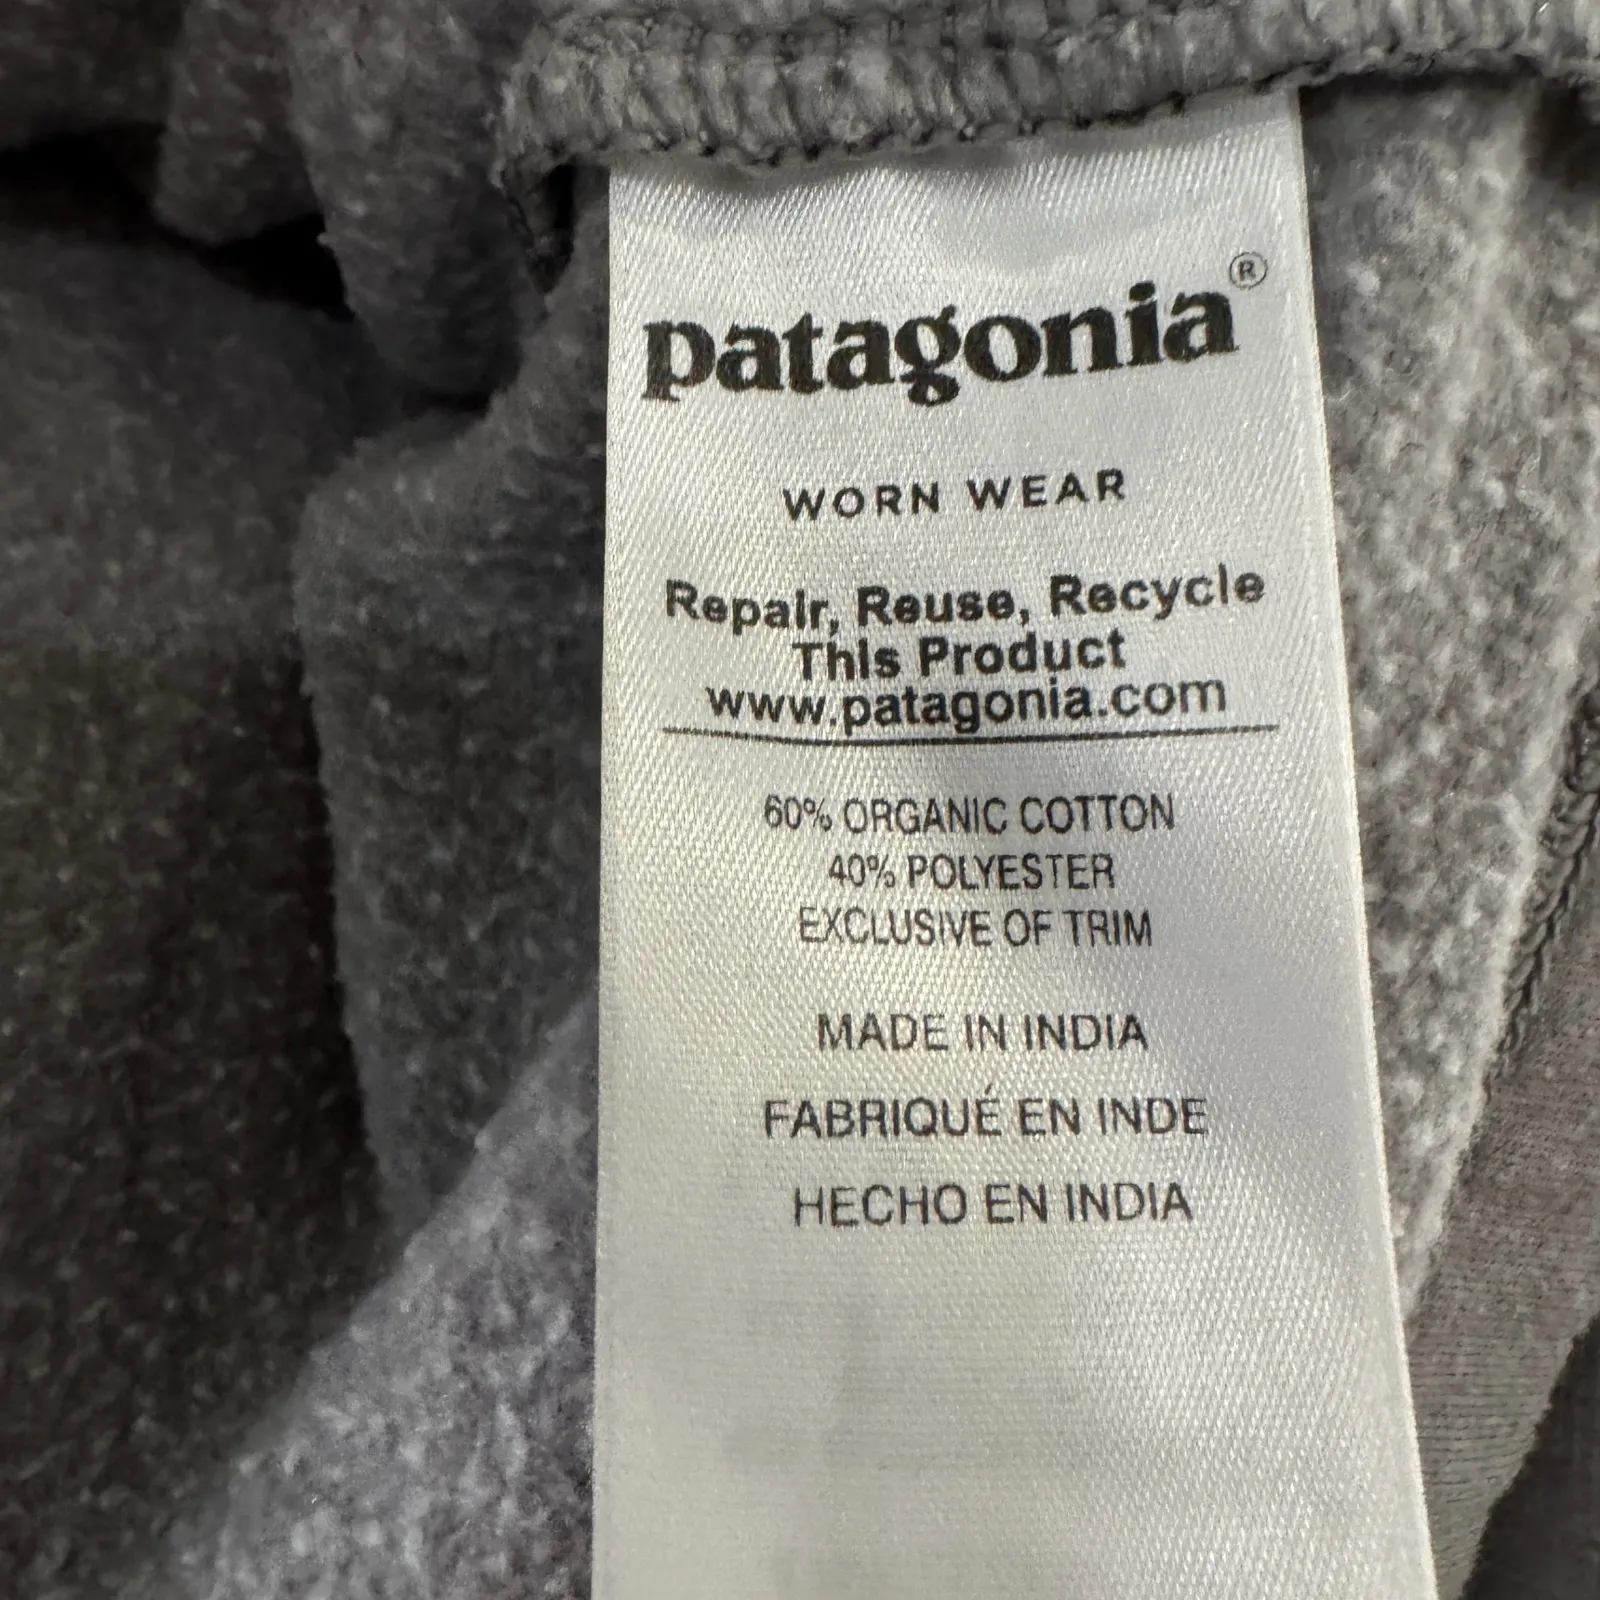 patagonia®
WORN WEAR
Repair, Reuse, Recycle
This Product
www.patagonia.com
60% ORGANIC COTTON
40% POLYESTER
EXCLUSIVE OF TRIM
MADE IN INDIA
FABRIQUÉ EN INDE
HECHO EN INDIA